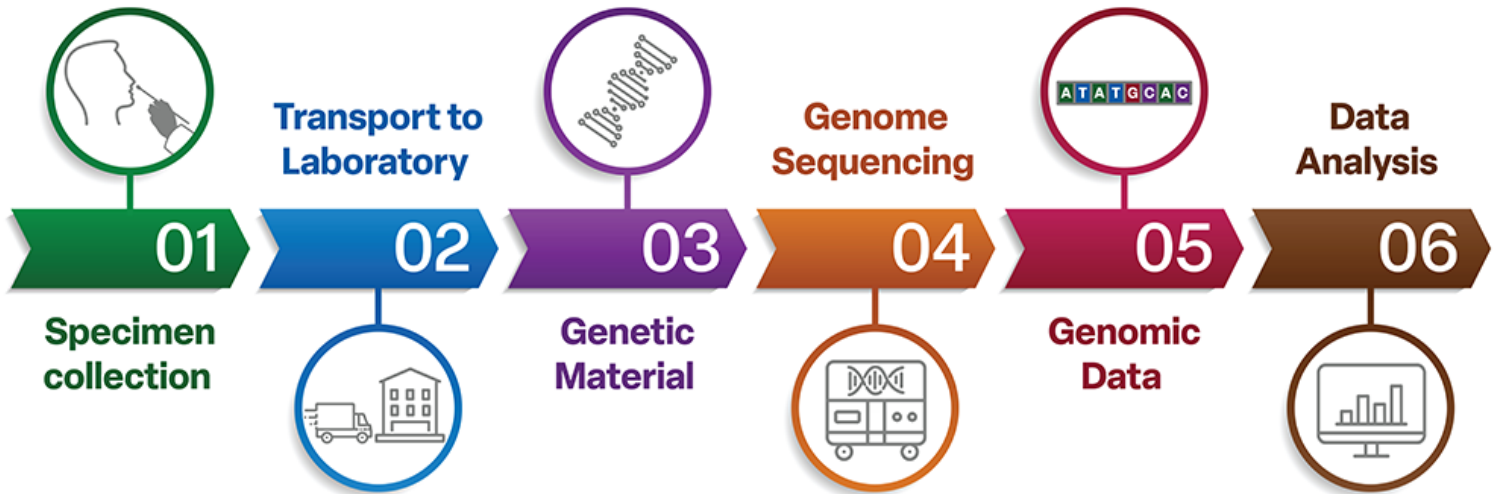 01
Specimen
collection
Transport to
Laboratory
02
03
Genetic
Material
Genome
Sequencing
04
ATATGCAC
05
Genomic
Data
Data
Analysis
06